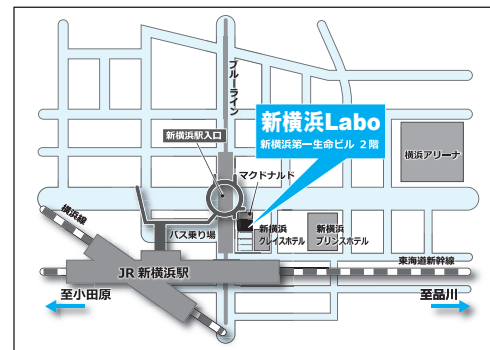 ブルーライン
新横浜Labo
新横浜第一生命ビル 2階
新横浜駅入口
横浜アリーナ
マクドナルド
横浜線
バス乗り場
新横浜
グレイスホテル
新横浜
プリンスホテル
東海道新幹線
JR 新横浜駅
至小田原
至品川